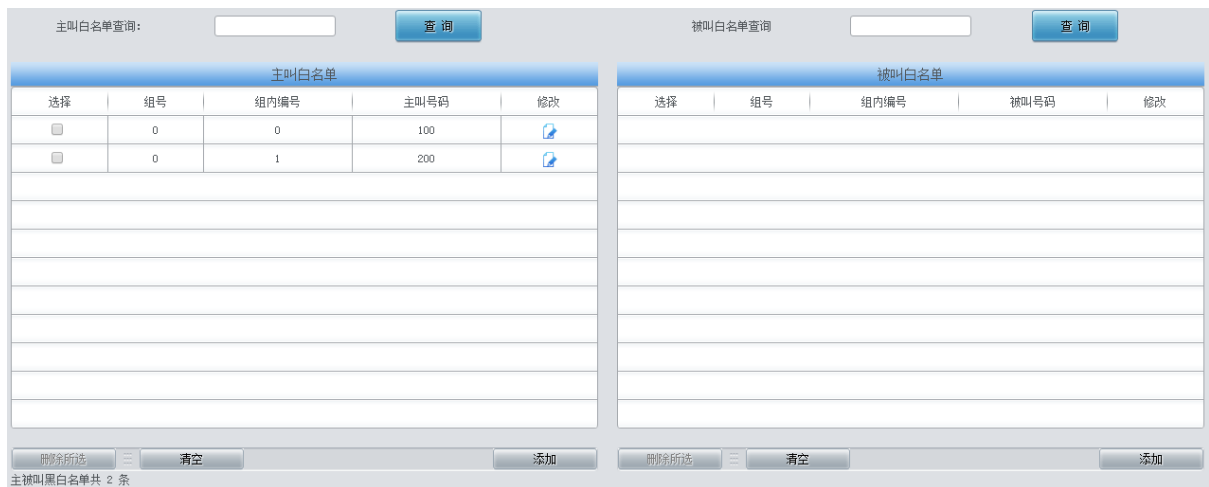 主叫白名单查询: 查 询 被叫白名单查询 查 询
主叫白名单 被叫白名单
选择 组号 组内编号 主叫号码 修改 选择 组号 组内编号 被叫号码 修改
0 0 100
0 1 200
删除所选 清空 添加 删除所选 清空 添加
主被叫黑白名单共 2 条